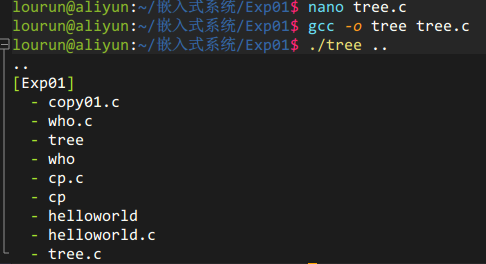 lourun@aliyun:~/嵌入式系统/Exp01$ nano tree.c
lourun@aliyun:~/嵌入式系统/Exp01$ gcc -o tree tree.c
lourun@aliyun:~/嵌入式系统/Exp01$ ./tree ..
..
[Exp01]
  - copy01.c
  - who.c
  - tree
  - who
  - cp.c
  - cp
  - helloworld
  - helloworld.c
  - tree.c